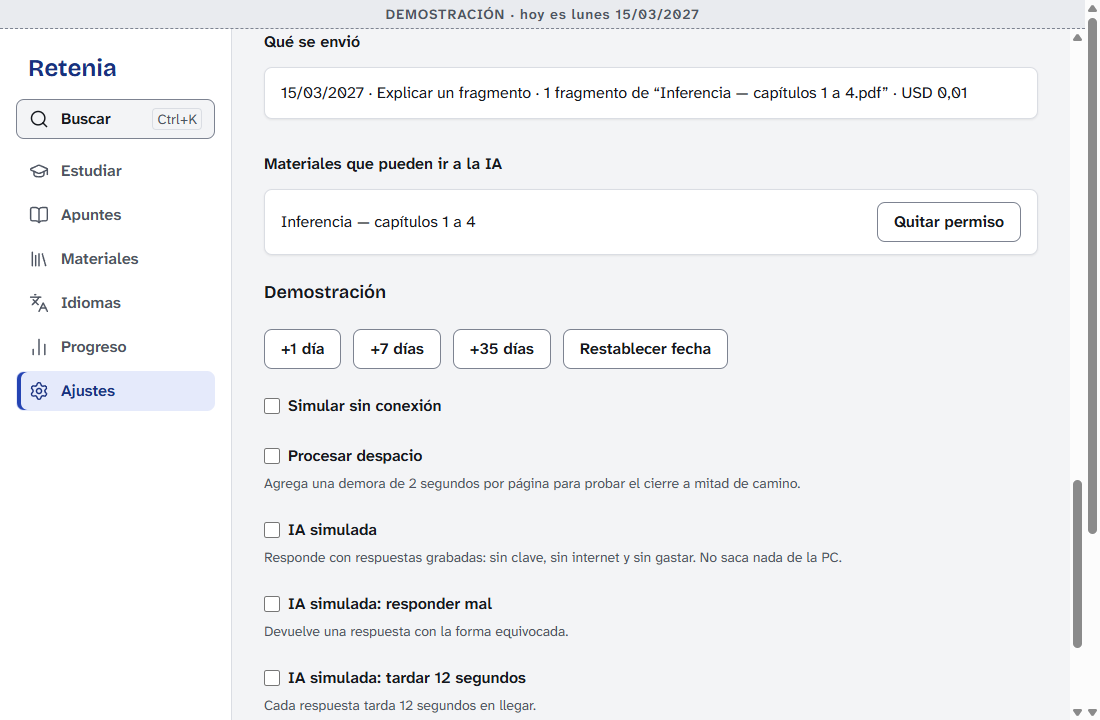 DEMOSTRACIÓN · hoy es lunes 15/03/2027
Retenia
Buscar Ctrl+K
Estudiar
Apuntes
Materiales
Idiomas
Progreso
Ajustes
Qué se envió
15/03/2027 · Explicar un fragmento · 1 fragmento de “Inferencia — capítulos 1 a 4.pdf” · USD 0,01
Materiales que pueden ir a la IA
Inferencia — capítulos 1 a 4 Quitar permiso
Demostración
+1 día +7 días +35 días Restablecer fecha
Simular sin conexión
Procesar despacio
Agrega una demora de 2 segundos por página para probar el cierre a mitad de camino.
IA simulada
Responde con respuestas grabadas: sin clave, sin internet y sin gastar. No saca nada de la PC.
IA simulada: responder mal
Devuelve una respuesta con la forma equivocada.
IA simulada: tardar 12 segundos
Cada respuesta tarda 12 segundos en llegar.